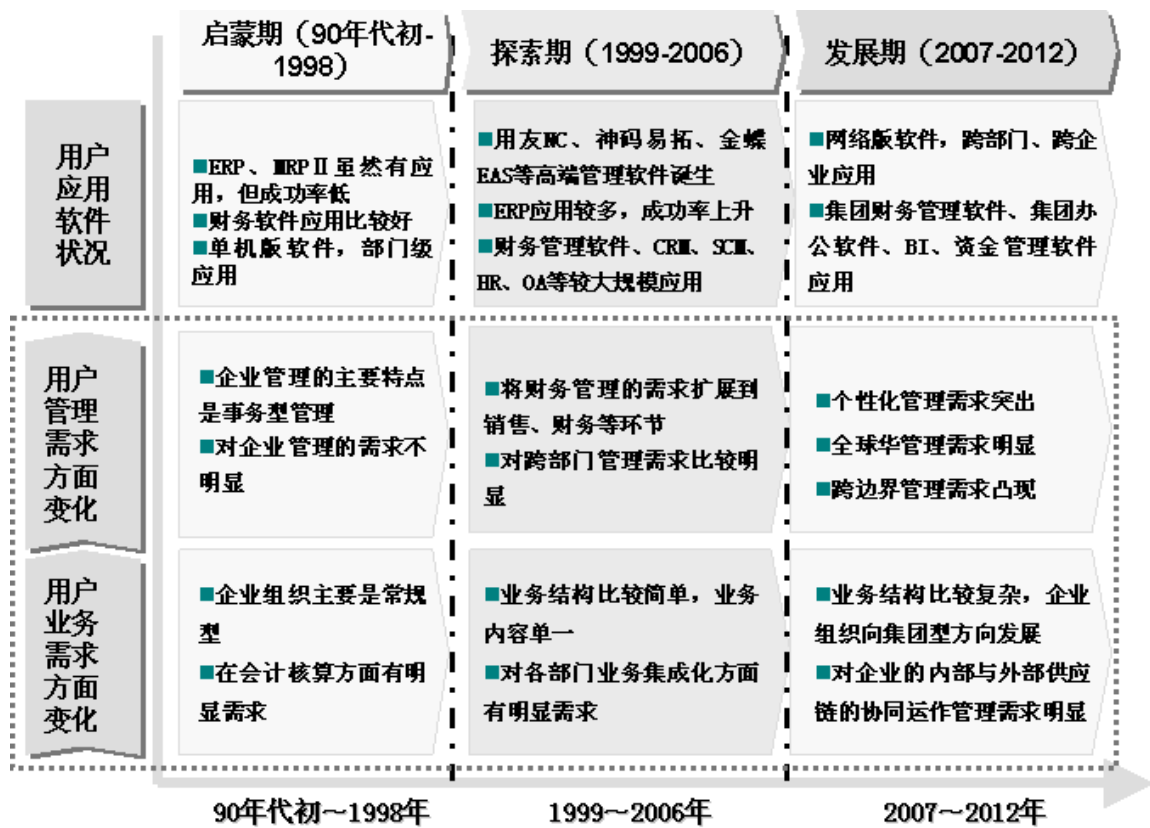 启蒙期（90年代初-
1998）
探索期（1999-2006）
发展期（2007-2012）
用户
应用
软件
状况
■ERP、MRPⅡ虽然有应
用，但成功率低
■财务软件应用比较好
■单机版软件，部门级
应用
■用友NC、神码易拓、金蝶
EAS等高端管理软件诞生
■ERP应用较多，成功率上升
■财务管理软件、CRM、SCM、
HR、OA等较大规模应用
■网络版软件，跨部门、跨企
业应用
■集团财务管理软件、集团办
公软件、BI、资金管理软件
应用
用户
管理
需求
方面
变化
■企业管理的主要特点
是事务型管理
■对企业管理的需求不
明显
■将财务管理的需求扩展到
销售、财务等环节
■对跨部门管理需求比较明
显
■个性化管理需求突出
■全球华管理需求明显
■跨边界管理需求凸现
用户
业务
需求
方面
变化
■企业组织主要是常规
型
■在会计核算方面有明
显需求
■业务结构比较简单，业务
内容单一
■对各部门业务集成化方面
有明显需求
■业务结构比较复杂，企业
组织向集团型方向发展
■对企业的内部与外部供应
链的协同运作管理需求明显
90年代初～1998年
1999～2006年
2007～2012年